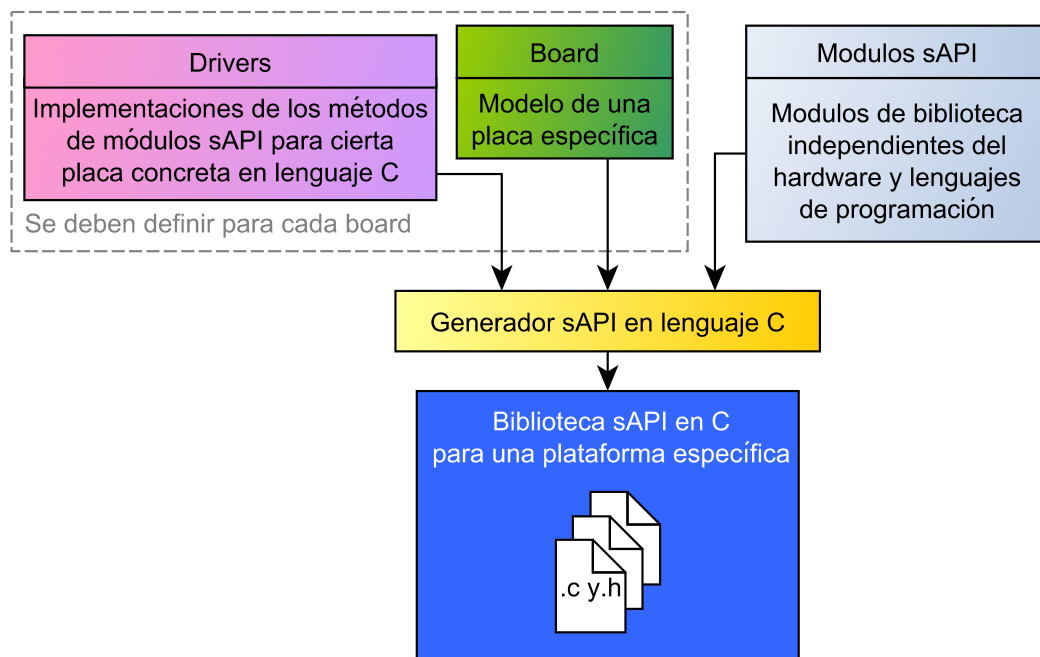 Drivers
Implementaciones de los métodos
de módulos sAPI para cierta
placa concreta en lenguaje C
Board
Modelo de una
placa específica
Se deben definir para cada board
Modulos sAPI
Modulos de biblioteca
independientes del
hardware y lenguajes
de programación
Generador sAPI en lenguaje C
Biblioteca sAPI en C
para una plataforma específica
.c y.h